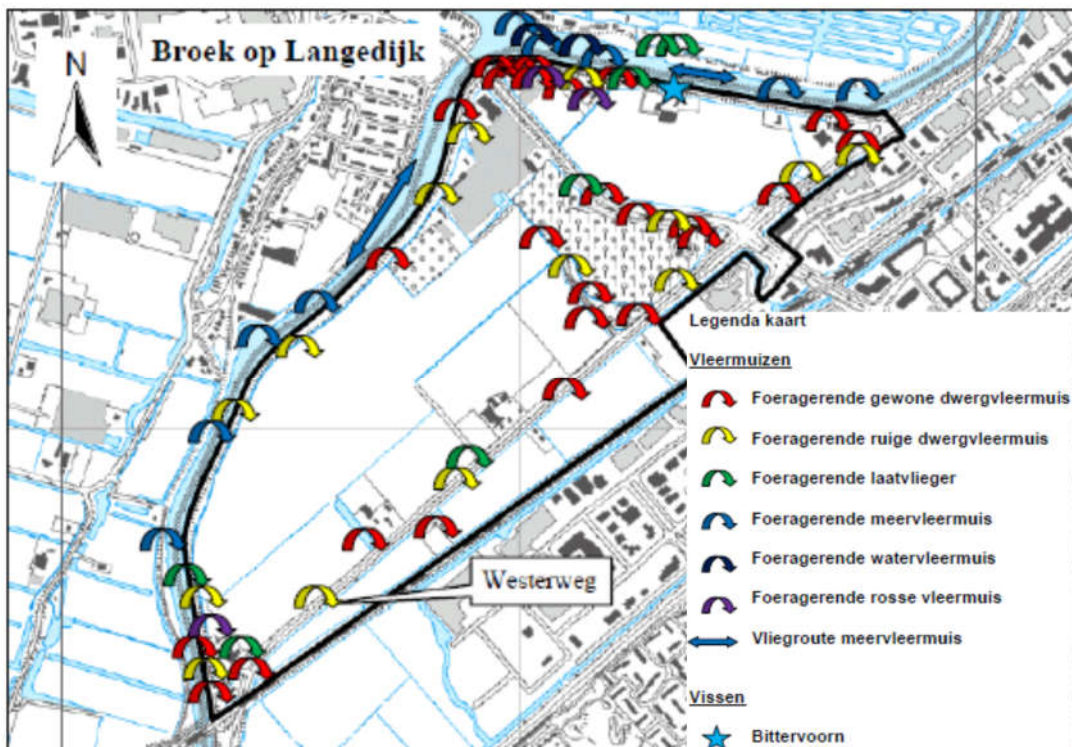 Broek op Langedijk
N
Westerweg
Legenda kaart
Vleermuizen
Foeragerende gewone dwergvleermuis
Foeragerende ruige dwergvleermuis
Foeragerende laatvlieger
Foeragerende meervleermuis
Foeragerende watervleermuis
Foeragerende rosse vleermuis
Vliegroute meervleermuis
Vissen
Bittervoorn